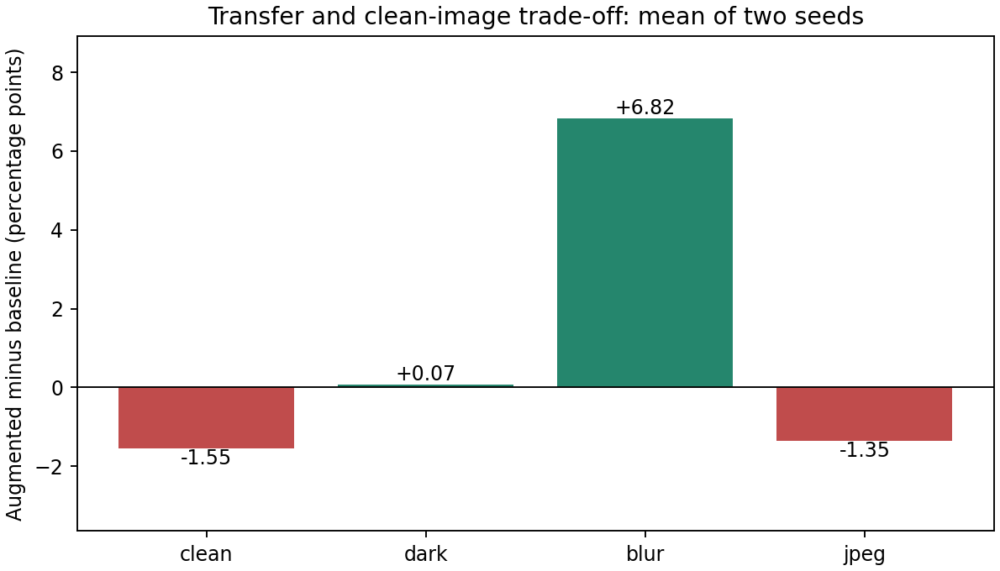 Transfer and clean-image trade-off: mean of two seeds
Augmented minus baseline (percentage points)
8
6
4
2
0
−2
-1.55
+0.07
+6.82
-1.35
clean
dark
blur
jpeg